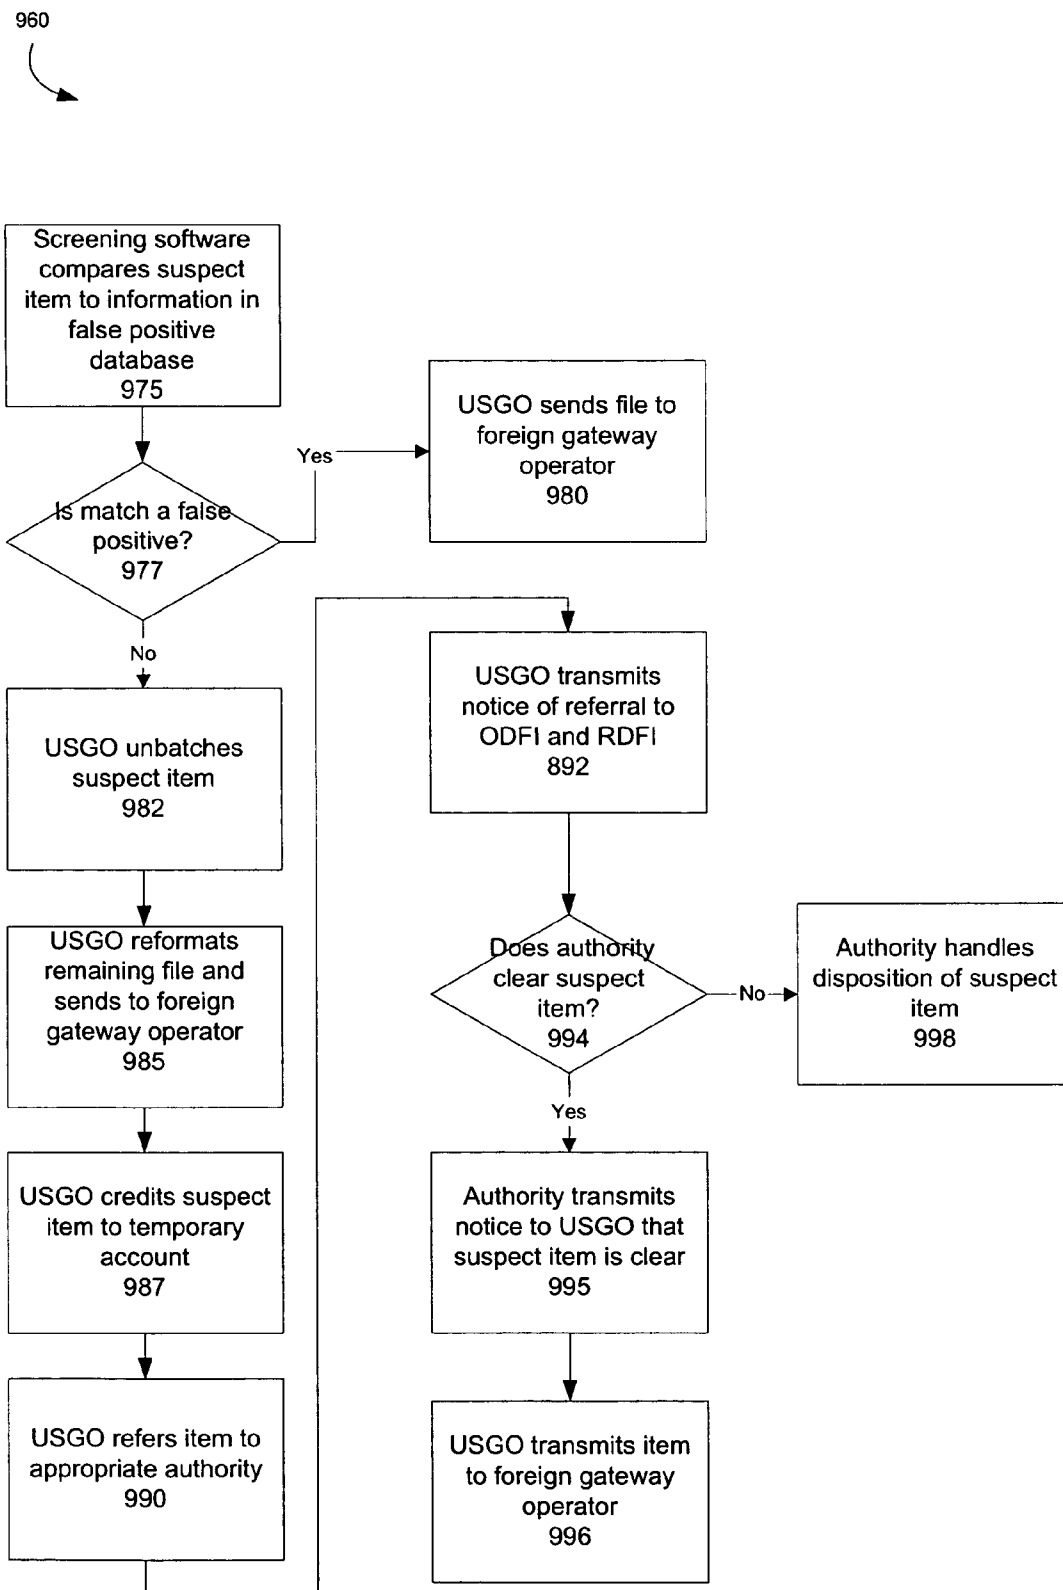 960
Screening software
compares suspect
item to information in
false positive
database
975
Is match a false
positive?
977
Yes
USGO sends file to
foreign gateway
operator
980
No
USGO unbatches
suspect item
982
USGO reformats
remaining file and
sends to foreign
gateway operator
985
USGO credits suspect
item to temporary
account
987
USGO refers item to
appropriate authority
990
USGO transmits
notice of referral to
ODFI and RDFI
892
Does authority
clear suspect
item?
994
No
Authority handles
disposition of suspect
item
998
Yes
Authority transmits
notice to USGO that
suspect item is clear
995
USGO transmits item
to foreign gateway
operator
996